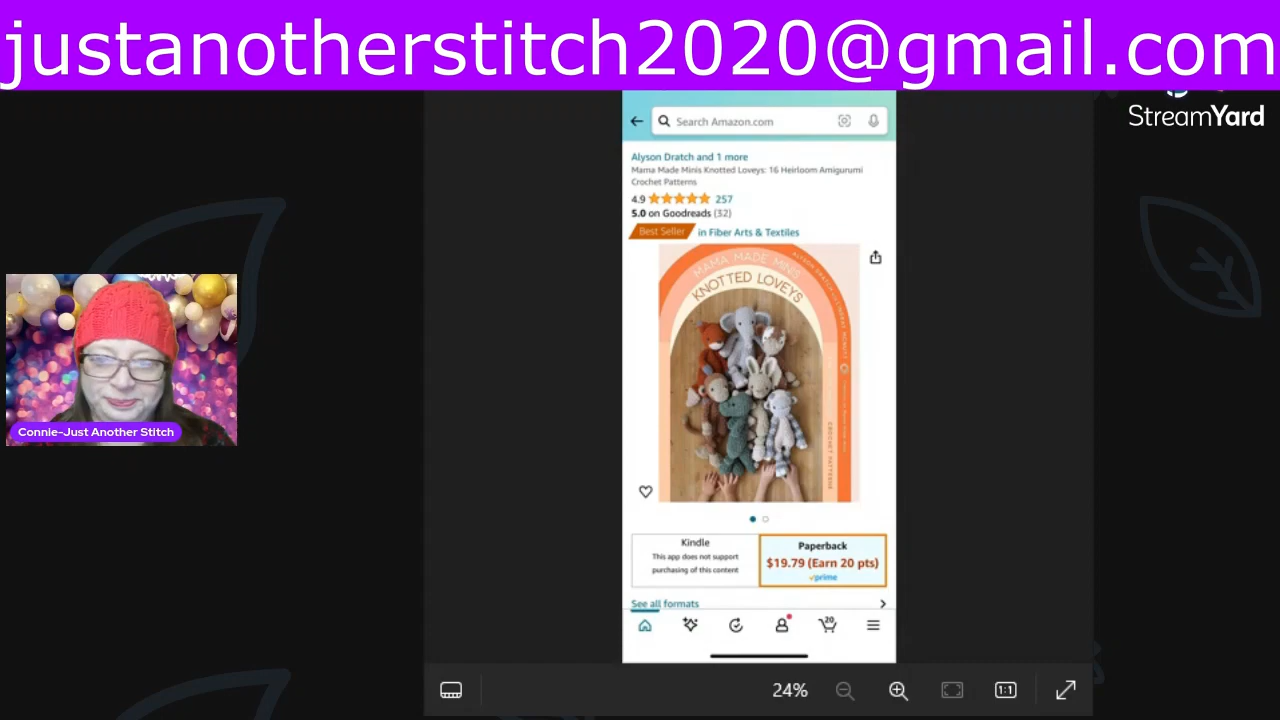 justanotherstitch2020@gmail.com
StreamYard
Search Amazon.com
Alyson Dratch and 1 more
Mama Made Minis Knotted Loveys: 16 Heirloom Amigurumi
Crochet Patterns
4.9 257
5.0 on Goodreads (32)
Best Seller in Fiber Arts & Textiles
MAMA MADE MINIS
KNOTTED LOVEYS
CROCHET PATTERNS
Kindle
This app does not support
purchasing of this content
Paperback
$19.79 (Earn 20 pts)
prime
See all formats
20
Connie-Just Another Stitch
24%
1:1